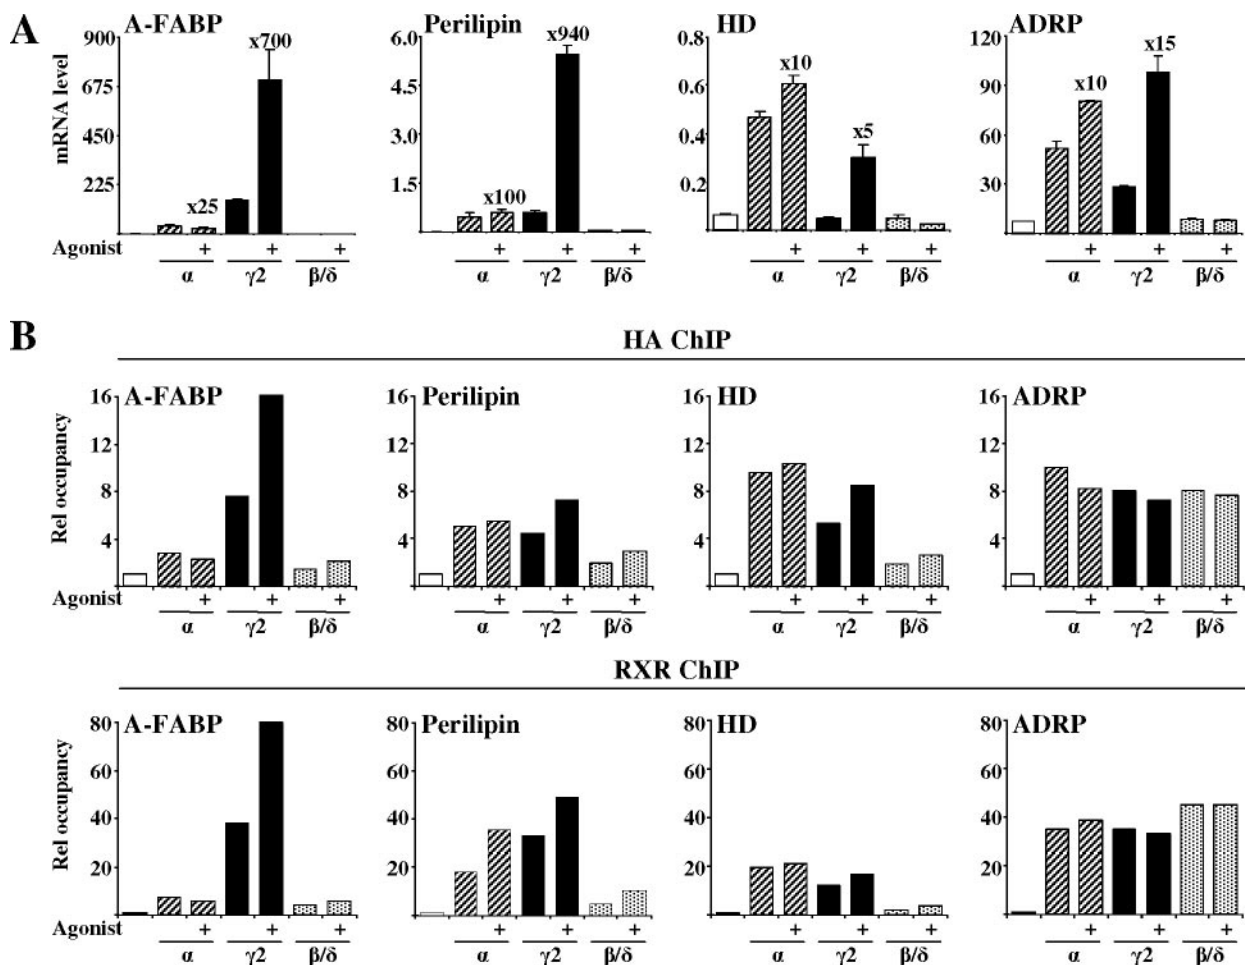 A
A-FABP Perilipin HD ADRP
mRNA level
900 675 450 225
x25 x700
6.0 4.5 3.0 1.5
x100 x940
0.8 0.6 0.4 0.2
x10 x5
120 90 60 30
x10 x15
Agonist + + + + + + + + + + + +
α γ2 β/δ α γ2 β/δ α γ2 β/δ α γ2 β/δ
B
HA ChIP
A-FABP Perilipin HD ADRP
Rel occupancy
16 12 8 4
16 12 8 4
16 12 8 4
16 12 8 4
Agonist + + + + + + + + + + + +
α γ2 β/δ α γ2 β/δ α γ2 β/δ α γ2 β/δ
RXR ChIP
A-FABP Perilipin HD ADRP
Rel occupancy
80 60 40 20
80 60 40 20
80 60 40 20
80 60 40 20
Agonist + + + + + + + + + + + +
α γ2 β/δ α γ2 β/δ α γ2 β/δ α γ2 β/δ